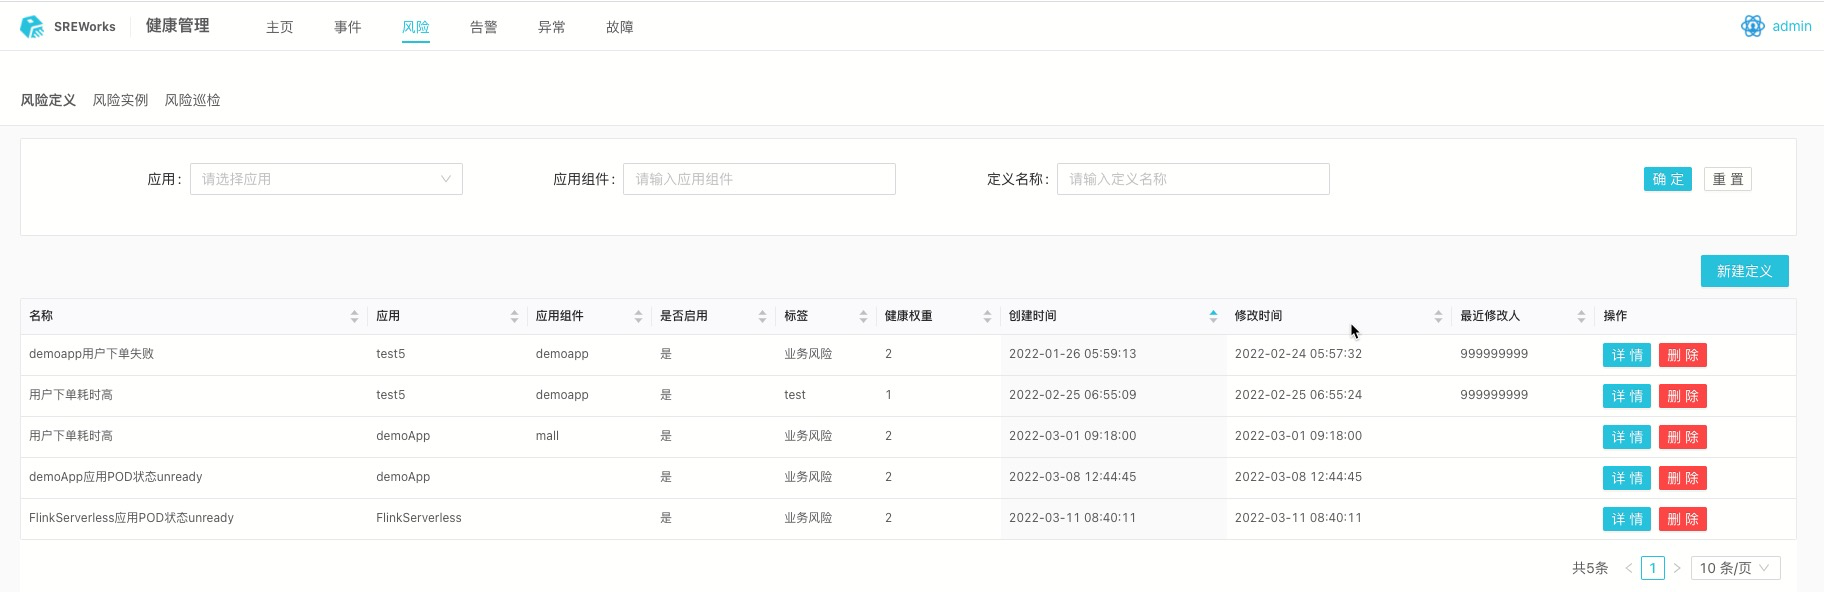 SREWorks 健康管理 主页 事件 风险 告警 异常 故障 admin
风险定义 风险实例 风险巡检
应用: 请选择应用 应用组件: 请输入应用组件 定义名称: 请输入定义名称 确 定 重 置
新建定义
名称 应用 应用组件 是否启用 标签 健康权重 创建时间 修改时间 最近修改人 操作
demoapp用户下单失败 test5 demoapp 是 业务风险 2 2022-01-26 05:59:13 2022-02-24 05:57:32 999999999 详 情 删 除
用户下单耗时高 test5 demoapp 是 test 1 2022-02-25 06:55:09 2022-02-25 06:55:24 999999999 详 情 删 除
用户下单耗时高 demoApp mall 是 业务风险 2 2022-03-01 09:18:00 2022-03-01 09:18:00 详 情 删 除
demoApp应用POD状态unready demoApp 是 业务风险 2 2022-03-08 12:44:45 2022-03-08 12:44:45 详 情 删 除
FlinkServerless应用POD状态unready FlinkServerless 是 业务风险 2 2022-03-11 08:40:11 2022-03-11 08:40:11 详 情 删 除
共5条 < 1 > 10 条/页